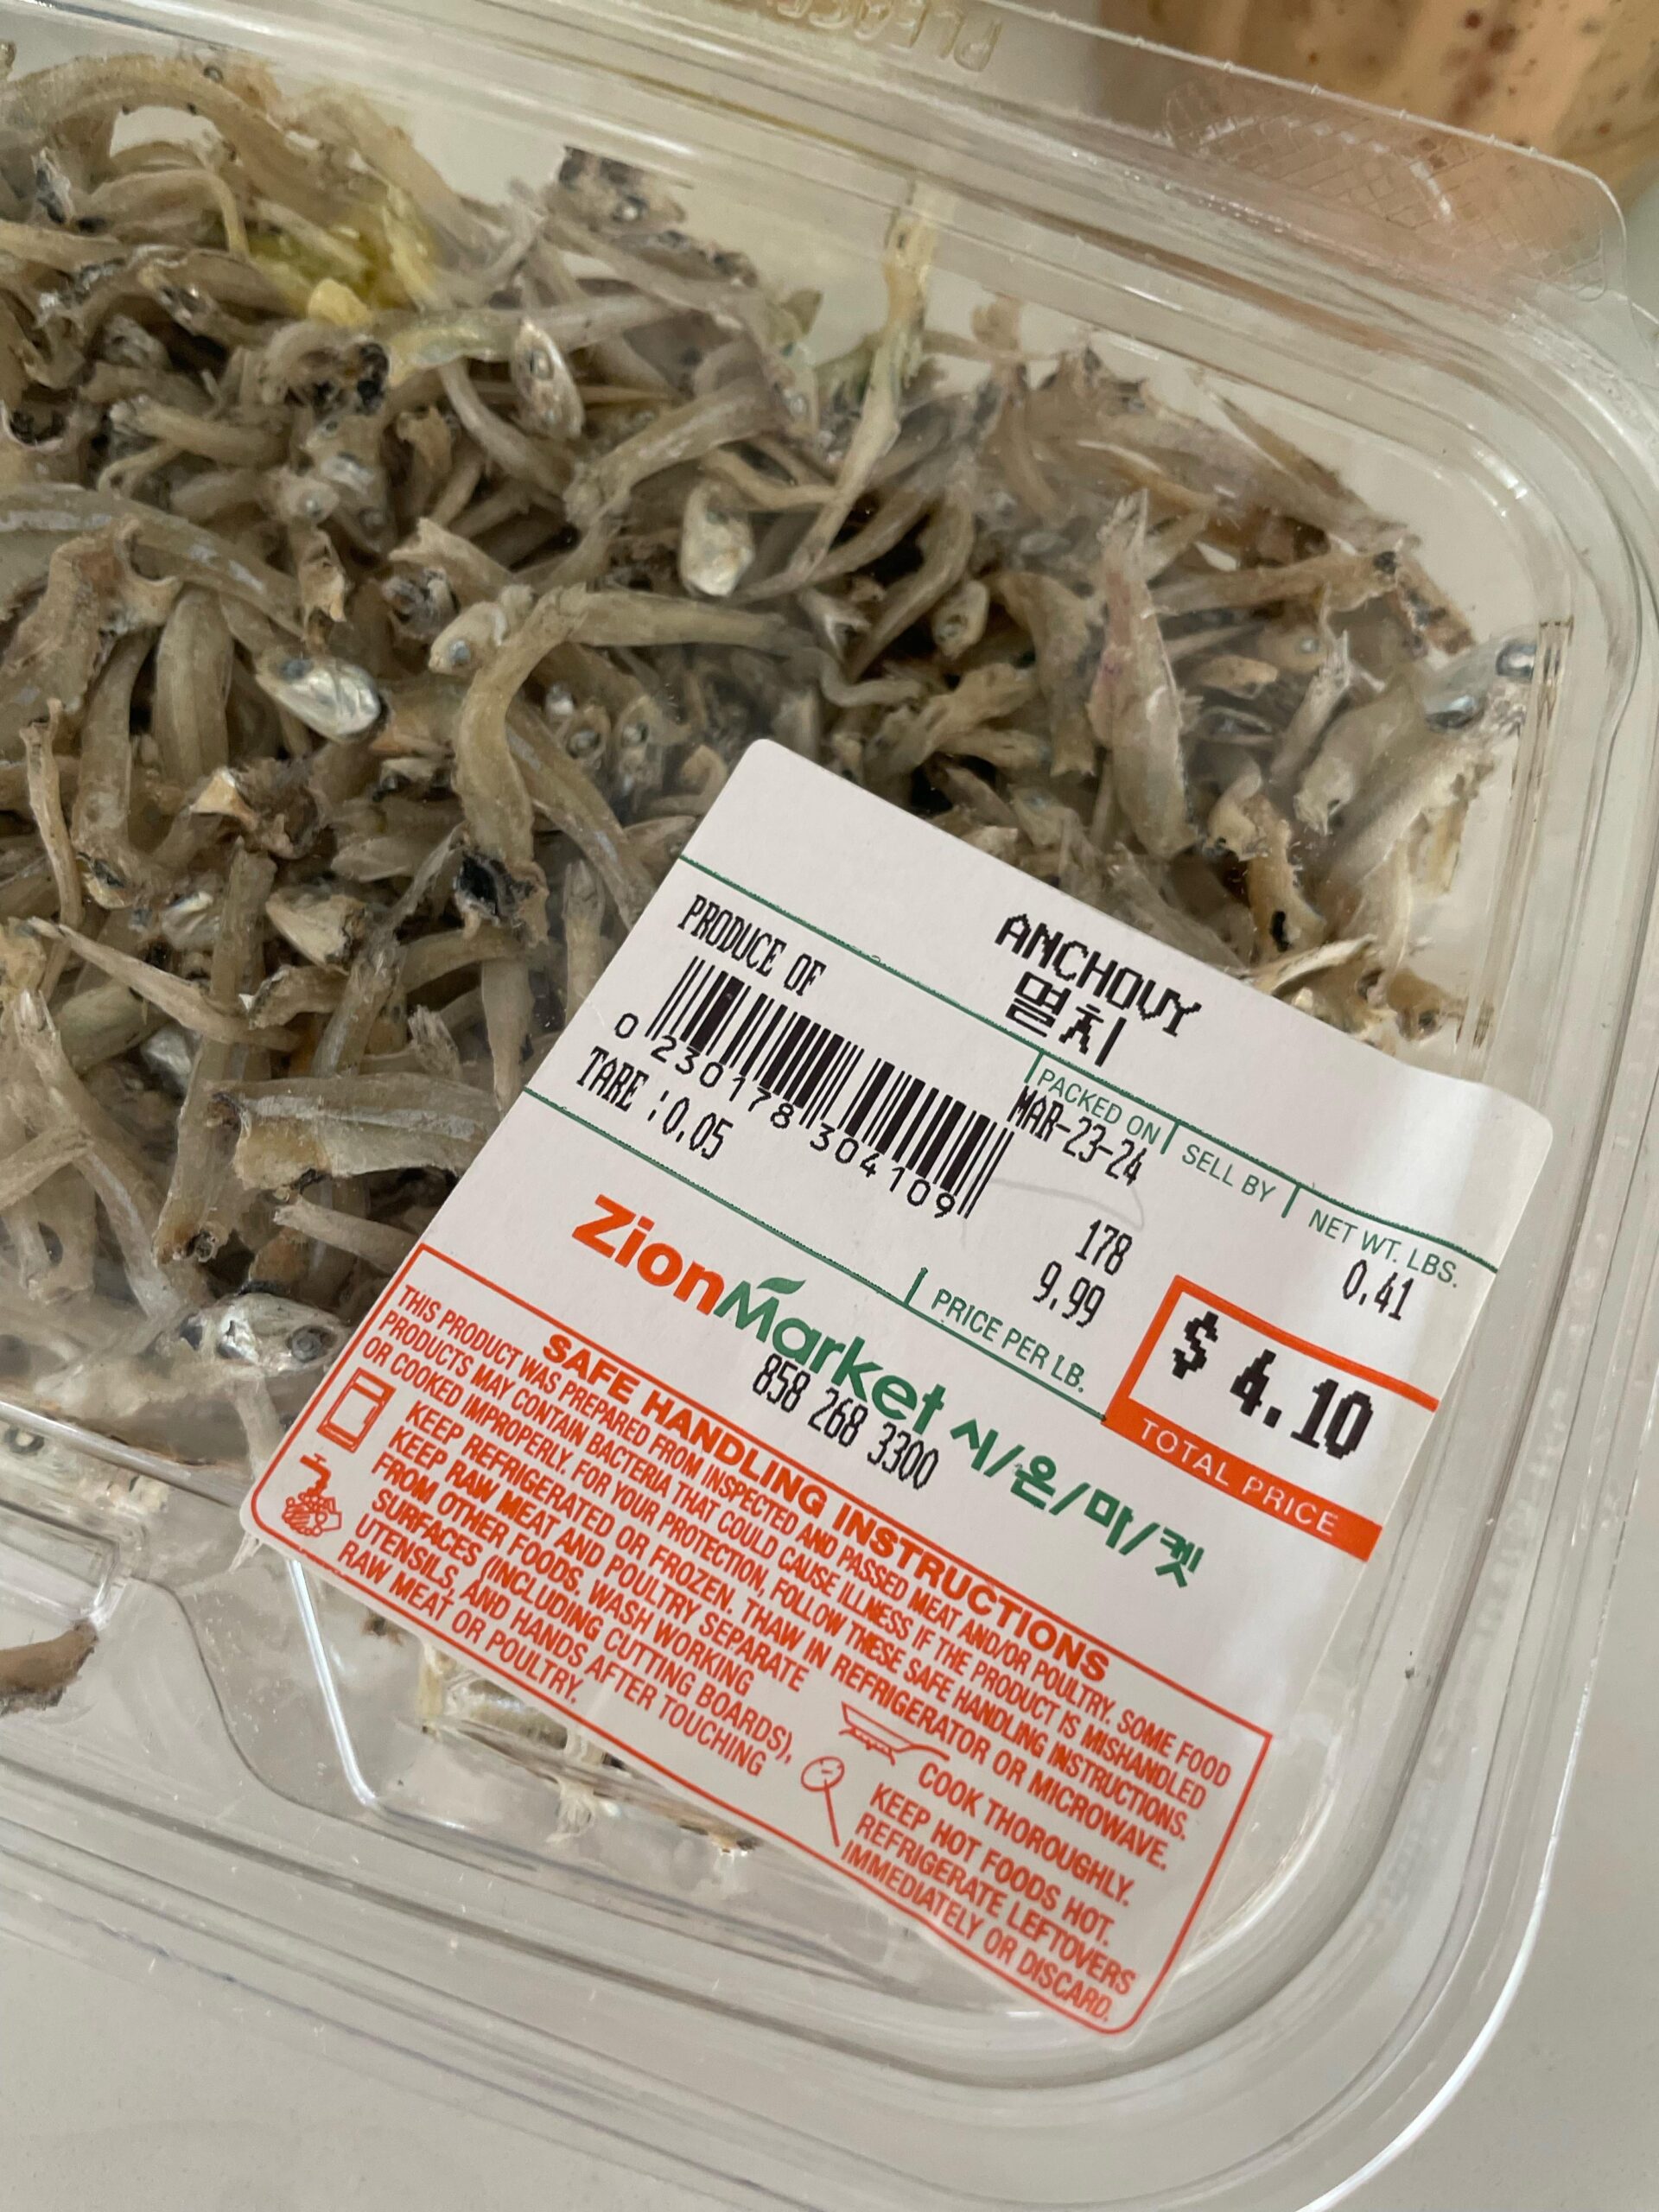 PLEASE
ANCHOVY
멸치
PRODUCE OF
PACKED ON
SELL BY
NET WT. LBS.
MAR-23-24
0.41
0 230178 304109
TARE :0.05
178
9.99
PRICE PER LB.
$ 4.10
TOTAL PRICE
Zion Market 시/온/마/켓
858 268 3300
SAFE HANDLING INSTRUCTIONS
THIS PRODUCT WAS PREPARED FROM INSPECTED AND PASSED MEAT AND/OR POULTRY. SOME FOOD
PRODUCTS MAY CONTAIN BACTERIA THAT COULD CAUSE ILLNESS IF THE PRODUCT IS MISHANDLED
OR COOKED IMPROPERLY. FOR YOUR PROTECTION, FOLLOW THESE SAFE HANDLING INSTRUCTIONS.
KEEP REFRIGERATED OR FROZEN. THAW IN REFRIGERATOR OR MICROWAVE.
KEEP RAW MEAT AND POULTRY SEPARATE
FROM OTHER FOODS. WASH WORKING
SURFACES (INCLUDING CUTTING BOARDS),
UTENSILS, AND HANDS AFTER TOUCHING
RAW MEAT OR POULTRY.
COOK THOROUGHLY.
KEEP HOT FOODS HOT.
REFRIGERATE LEFTOVERS
IMMEDIATELY OR DISCARD.